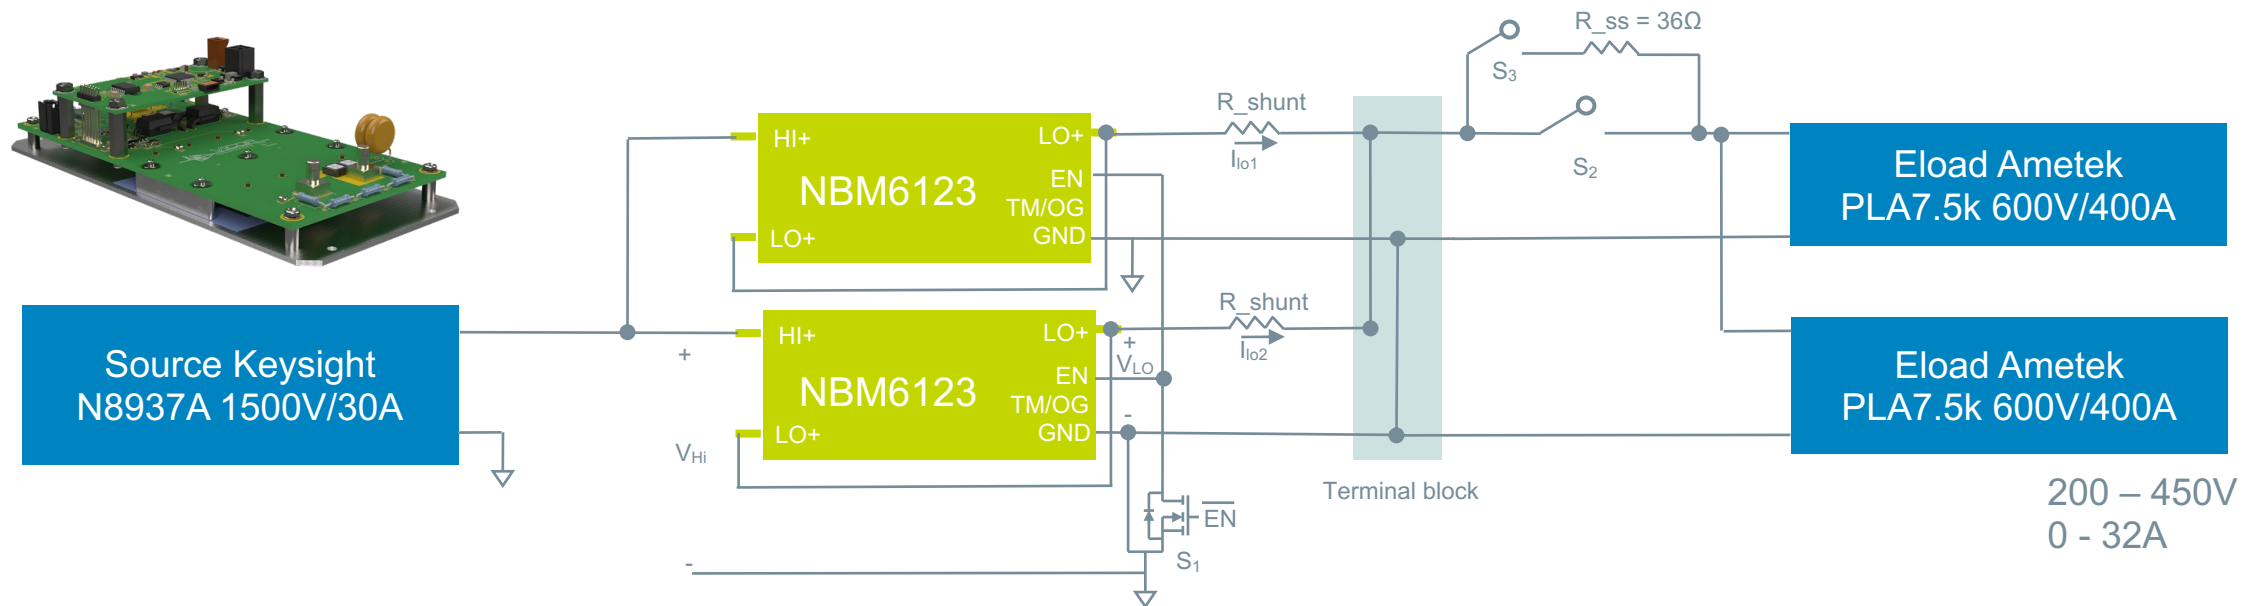 R_ss = 36Ω
S3
S2
R_shunt
Ilo1
HI+
LO+
EN
NBM6123
TM/OG
LO+
GND
Eload Ametek
PLA7.5k 600V/400A
Source Keysight
N8937A 1500V/30A
+
VHi
-
HI+
LO+
EN
NBM6123
TM/OG
LO+
GND
+
VLO
-
R_shunt
Ilo2
EN
S1
Terminal block
Eload Ametek
PLA7.5k 600V/400A
200 – 450V
0 - 32A